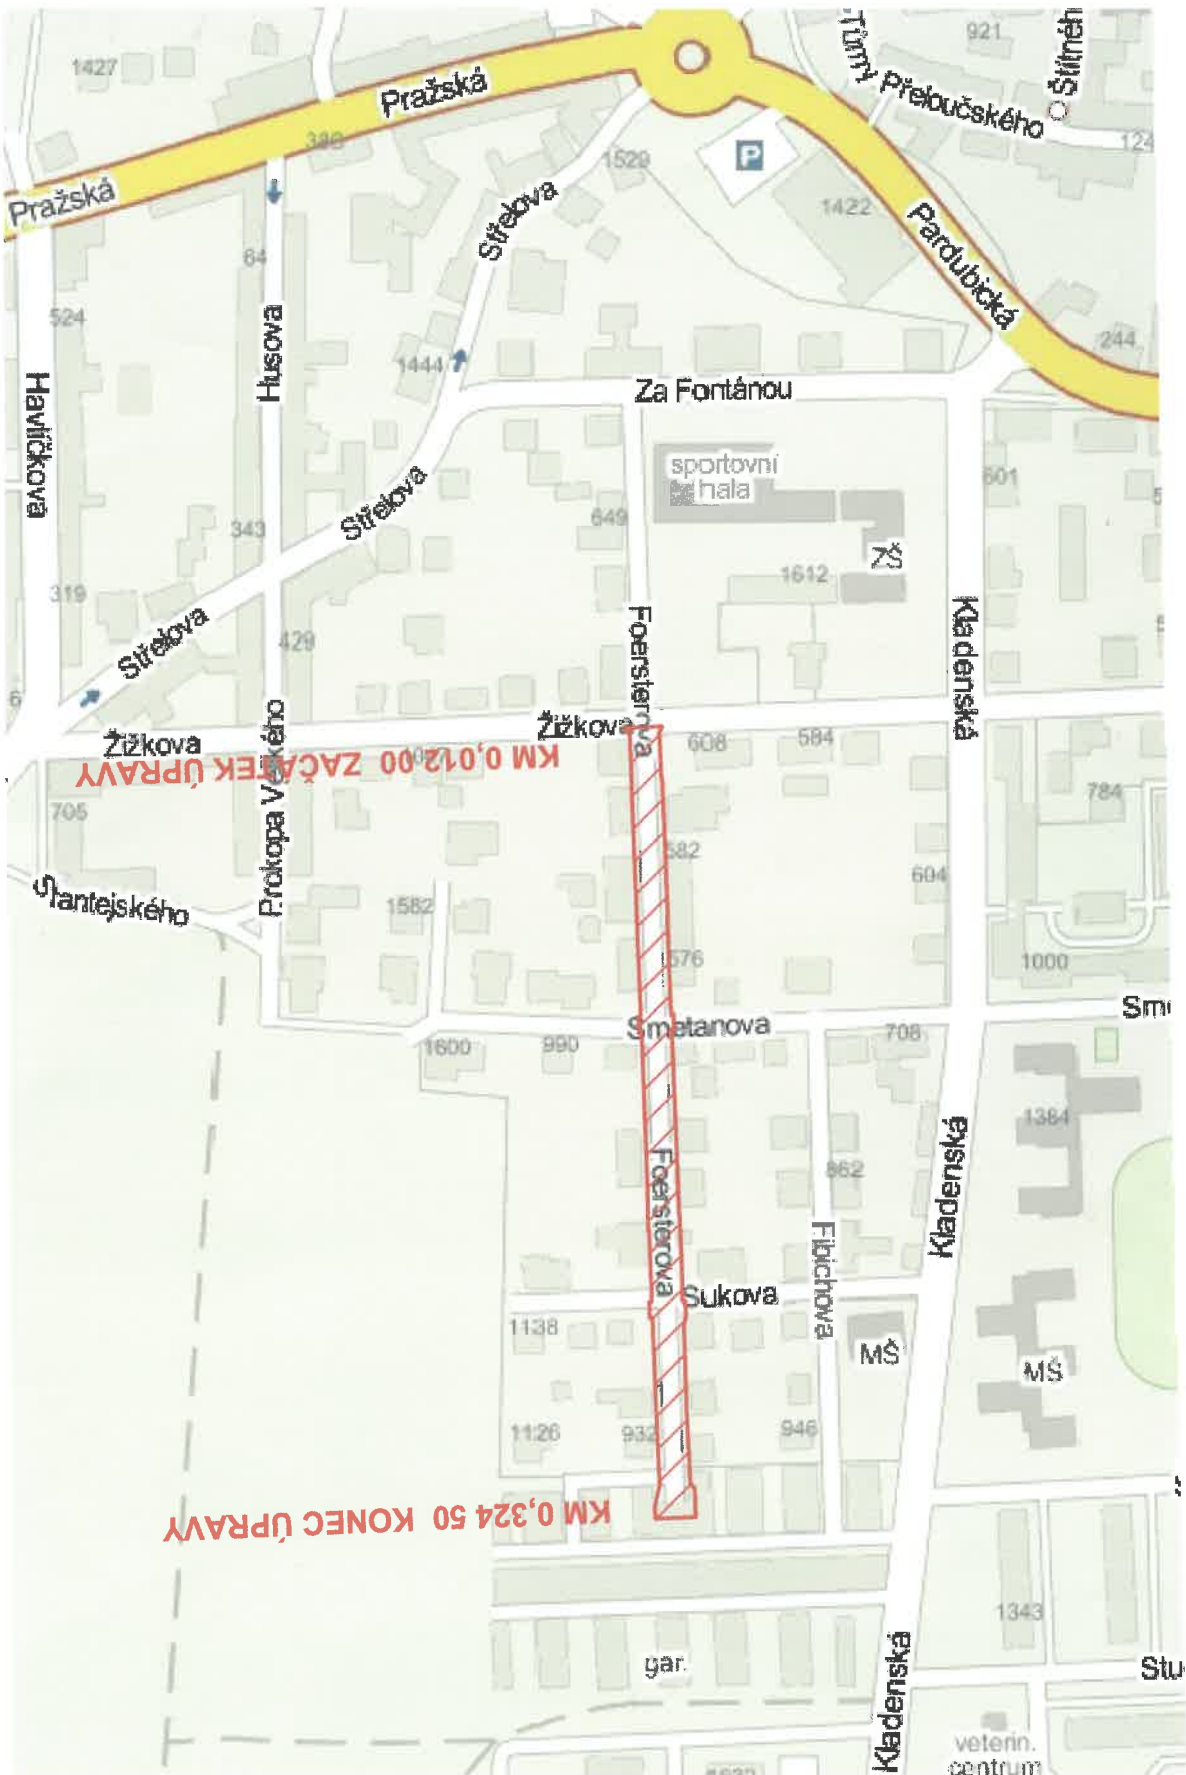 921
Štítnéh
Tůmy Přeloučského
1427
Pražská
380
124
1529
P
Střelova
Pražská
1422
Pardubická
64
524
Husova
244
1444
Za Fontánou
Havlíčkova
sportovní
hala
601
Střelova
649
343
ZŠ
1612
319
Foersterova
Kladenská
Střelova
429
6
Žižkova
Žižkova
608
584
KM 0,012 00 ZAČÁTEK ÚPRAVY
Prokopa Velikého
784
705
582
604
Šlantejského
1582
576
1000
Smetanova
Sm
708
1600
990
1384
Kladenská
862
Foersterova
Fibichova
Sukova
1138
MŠ
MŠ
1126
932
946
KM 0,324 50 KONEC ÚPRAVY
1343
gar.
Stu
Kladenská
veterin.
centrum